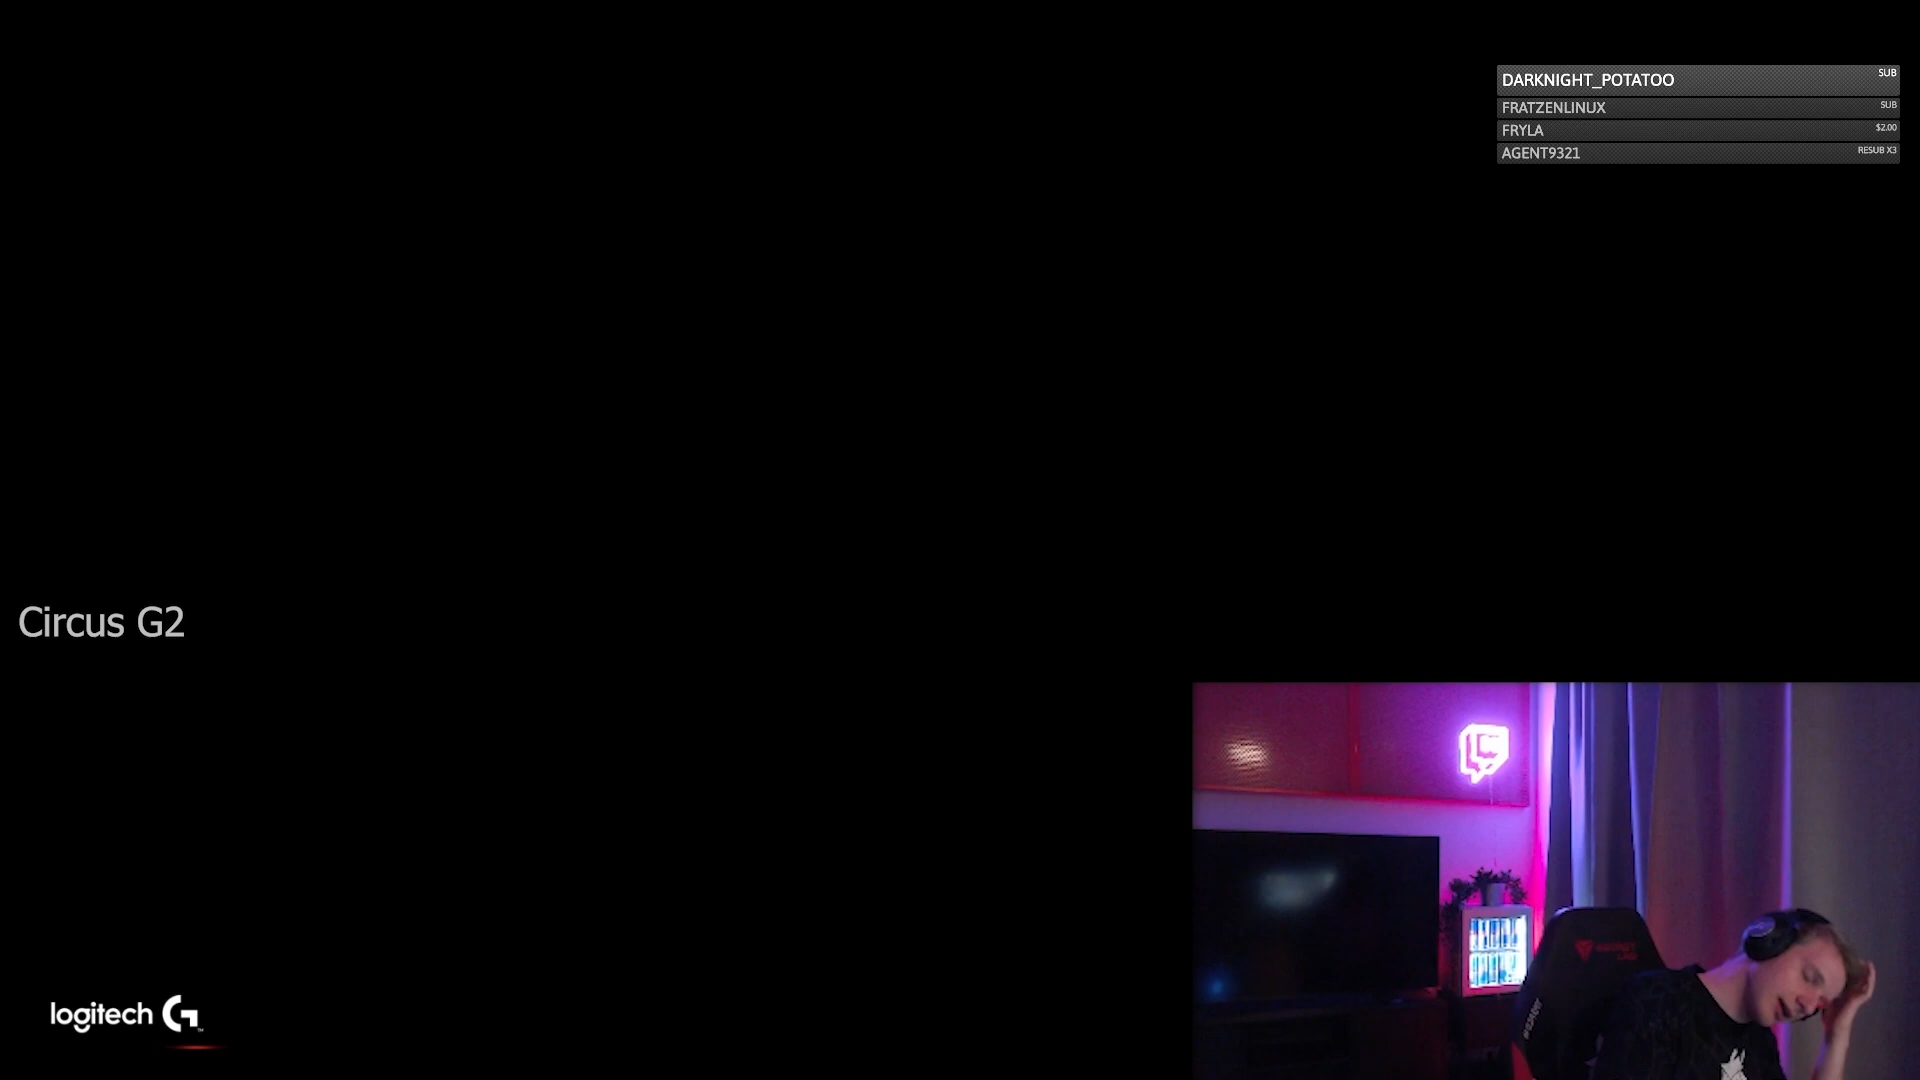 DARKNIGHT_POTATOO SUB
FRATZENLINUX SUB
FRYLA $2.00
AGENT9321 RESUB X3
Circus G2
logitech G